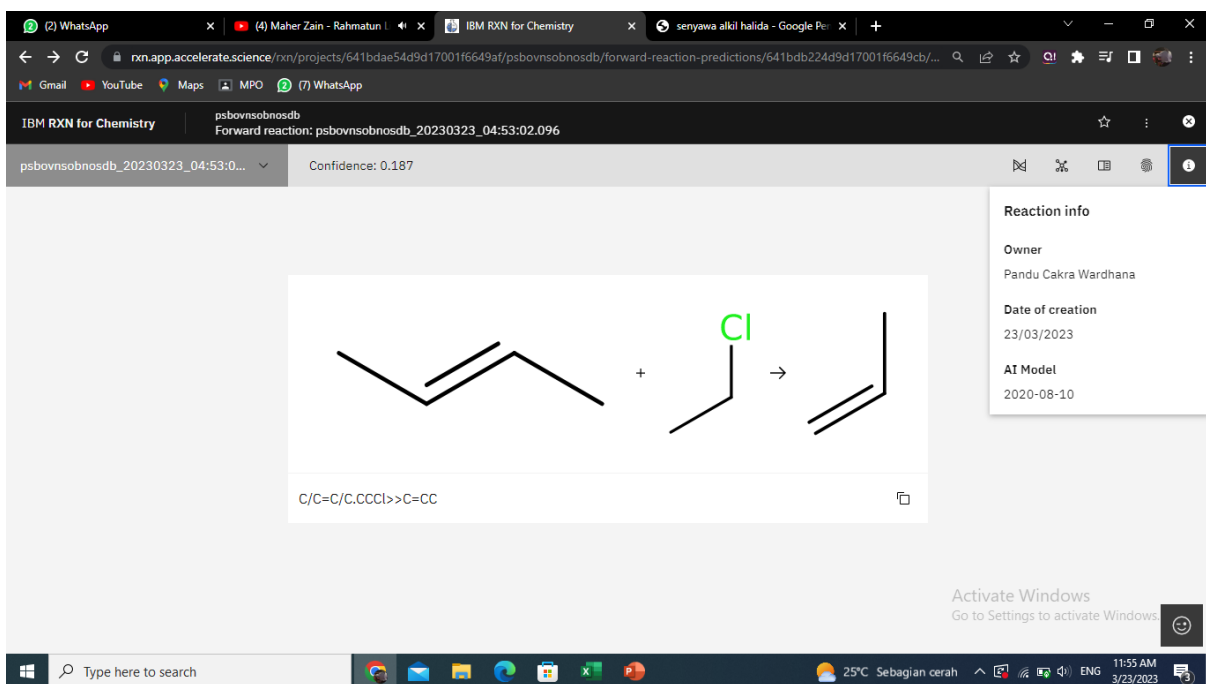 (2) WhatsApp
(4) Maher Zain - Rahmatun L
IBM RXN for Chemistry
senyawa alkil halida - Google Pen
rxn.app.accelerate.science/rxn/projects/641bdae54d9d17001f6649af/psbovnsobnosdb/forward-reaction-predictions/641bdb224d9d17001f6649cb/...
Gmail
YouTube
Maps
MPO
(7) WhatsApp
IBM RXN for Chemistry
psbovnsobnosdb
Forward reaction: psbovnsobnosdb_20230323_04:53:02.096
psbovnsobnosdb_20230323_04:53:0...
Confidence: 0.187
Reaction info
Owner
Pandu Cakra Wardhana
Date of creation
23/03/2023
AI Model
2020-08-10
Cl
+
→
C/C=C/C.CCCl>>C=CC
Activate Windows
Go to Settings to activate Windows.
Type here to search
25°C Sebagian cerah
ENG
11:55 AM
3/23/2023
3